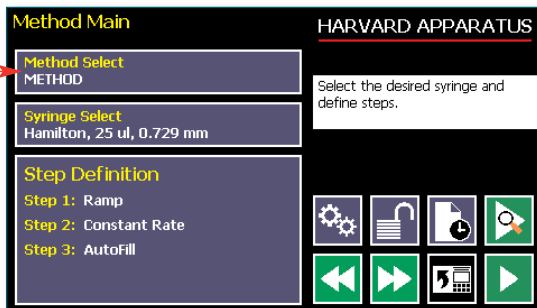 Method Main
HARVARD APPARATUS
Method Select
METHOD
Select the desired syringe and
define steps.
Syringe Select
Hamilton, 25 ul, 0.729 mm
Step Definition
Step 1: Ramp
Step 2: Constant Rate
Step 3: AutoFill